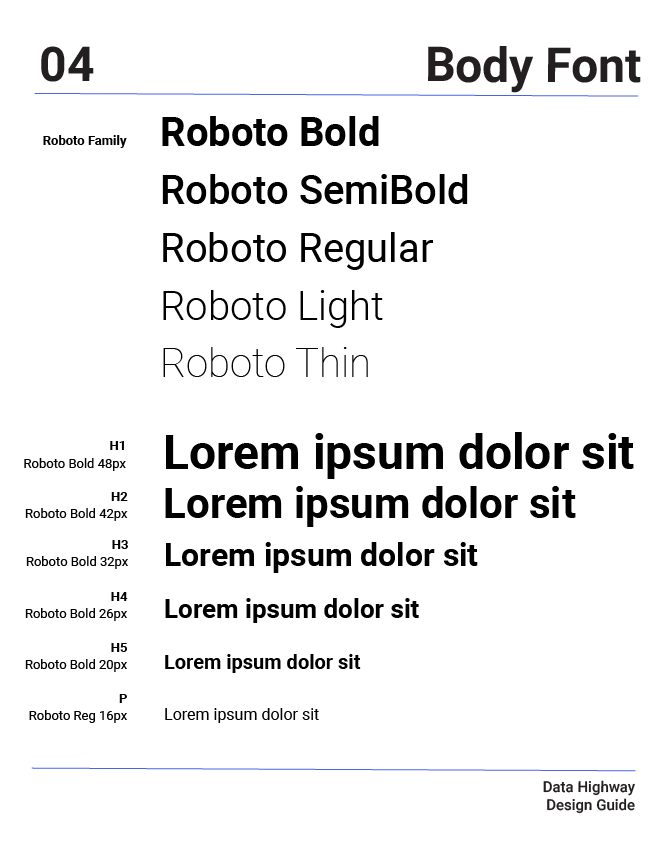 04 Body Font
Roboto Family
Roboto Bold
Roboto SemiBold
Roboto Regular
Roboto Light
Roboto Thin
H1
Roboto Bold 48px
Lorem ipsum dolor sit
H2
Roboto Bold 42px
Lorem ipsum dolor sit
H3
Roboto Bold 32px
Lorem ipsum dolor sit
H4
Roboto Bold 26px
Lorem ipsum dolor sit
H5
Roboto Bold 20px
Lorem ipsum dolor sit
P
Roboto Reg 16px
Lorem ipsum dolor sit
Data Highway
Design Guide